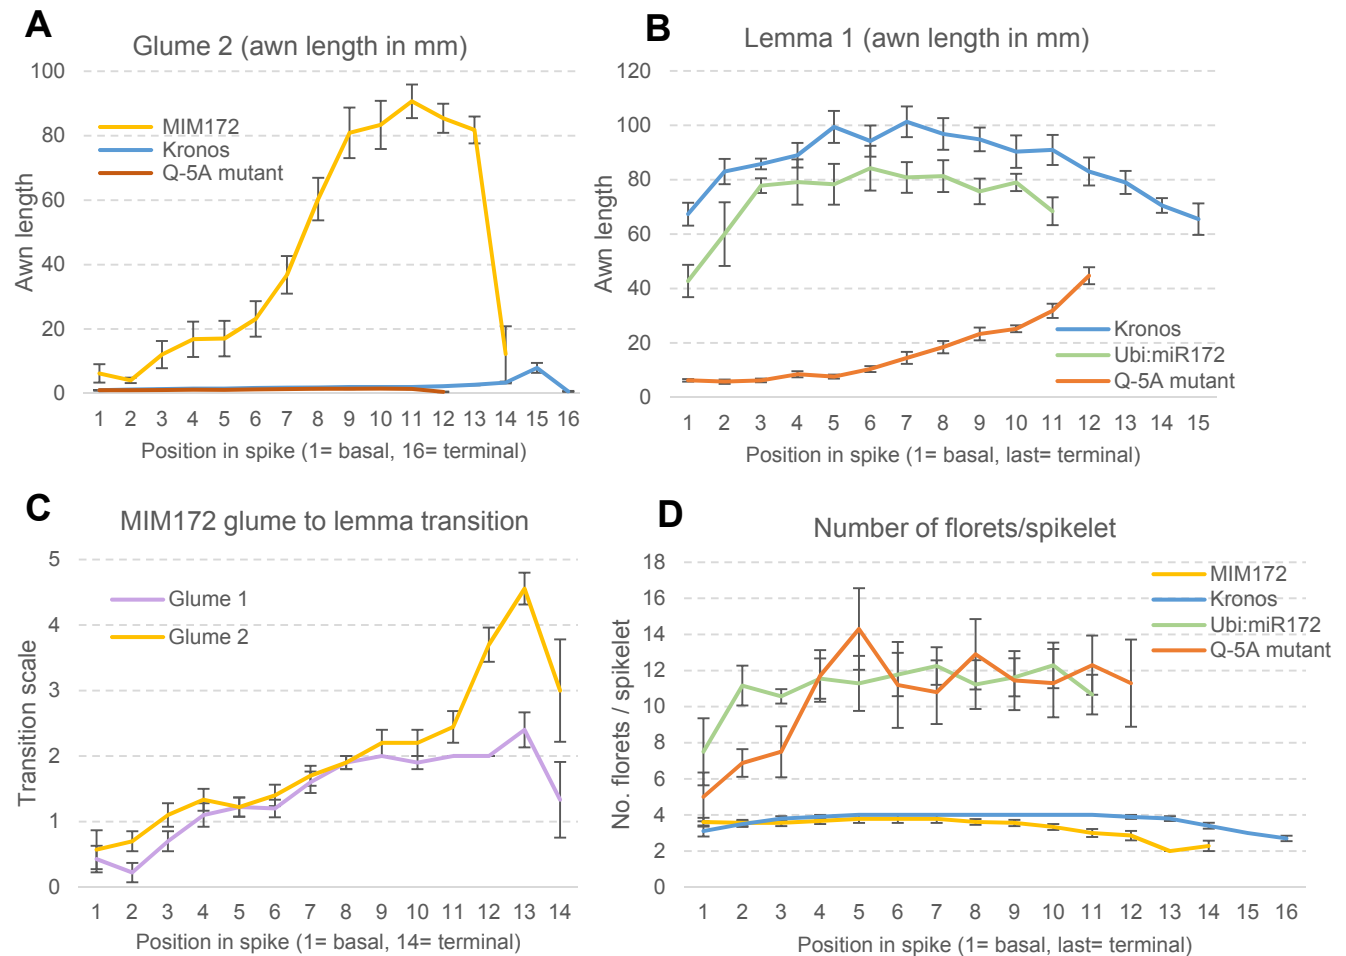 A
Glume 2 (awn length in mm)
100
80
60
40
20
0
Awn length
MIM172
Kronos
Q-5A mutant
1 2 3 4 5 6 7 8 9 10 11 12 13 14 15 16
Position in spike (1= basal, 16= terminal)
B
Lemma 1 (awn length in mm)
120
100
80
60
40
20
0
Awn length
Kronos
Ubi:miR172
Q-5A mutant
1 2 3 4 5 6 7 8 9 10 11 12 13 14 15
Position in spike (1= basal, last= terminal)
C
MIM172 glume to lemma transition
5
4
3
2
1
0
Transition scale
Glume 1
Glume 2
1 2 3 4 5 6 7 8 9 10 11 12 13 14
Position in spike (1= basal, 14= terminal)
D
Number of florets/spikelet
18
16
14
12
10
8
6
4
2
0
No. florets / spikelet
MIM172
Kronos
Ubi:miR172
Q-5A mutant
1 2 3 4 5 6 7 8 9 10 11 12 13 14 15 16
Position in spike (1= basal, last= terminal)